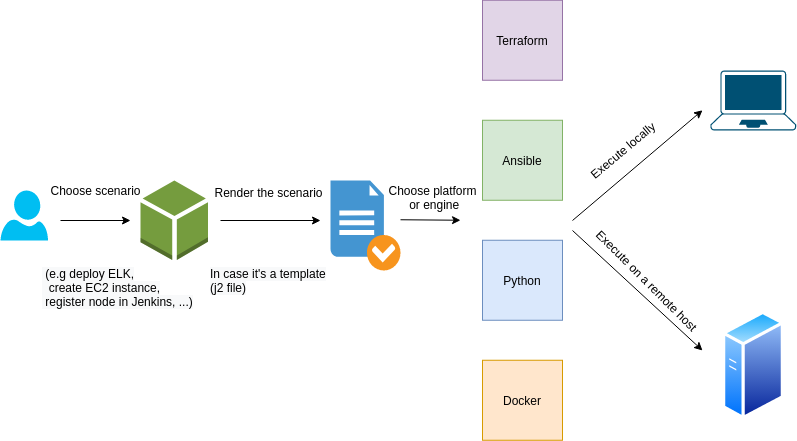 Choose scenario
(e.g deploy ELK,
create EC2 instance,
register node in Jenkins, ...)
Render the scenario
In case it's a template
(j2 file)
Choose platform
or engine
Terraform
Ansible
Python
Docker
Execute locally
Execute on a remote host